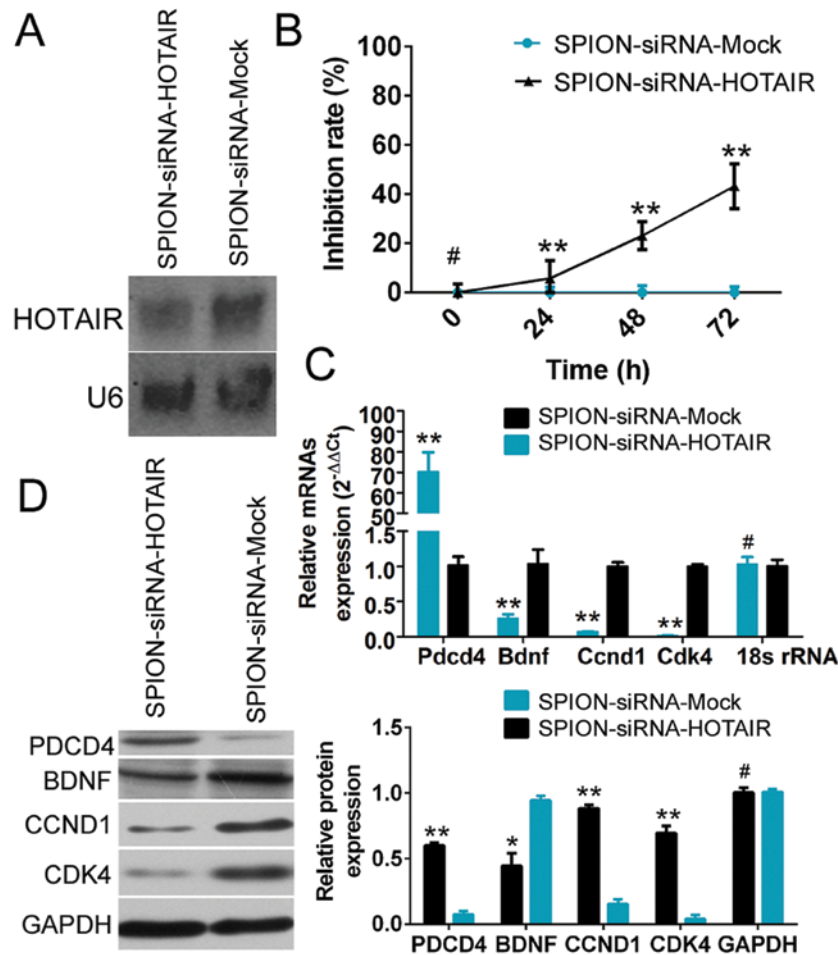 A
SPION-siRNA-HOTAIR
SPION-siRNA-Mock
HOTAIR
U6
B
SPION-siRNA-Mock
SPION-siRNA-HOTAIR
Inhibition rate (%)
100
80
60
40
20
0
#
**
**
**
0
24
48
72
Time (h)
C
SPION-siRNA-Mock
SPION-siRNA-HOTAIR
Relative mRNAs
expression (2-ΔΔCt)
100
90
80
70
60
50
1.5
1.0
0.5
0.0
**
**
**
**
#
Pdcd4
Bdnf
Ccnd1
Cdk4
18s rRNA
D
SPION-siRNA-HOTAIR
SPION-siRNA-Mock
PDCD4
BDNF
CCND1
CDK4
GAPDH
SPION-siRNA-Mock
SPION-siRNA-HOTAIR
Relative protein
expression
1.5
1.0
0.5
0.0
**
*
**
**
#
PDCD4
BDNF
CCND1
CDK4
GAPDH